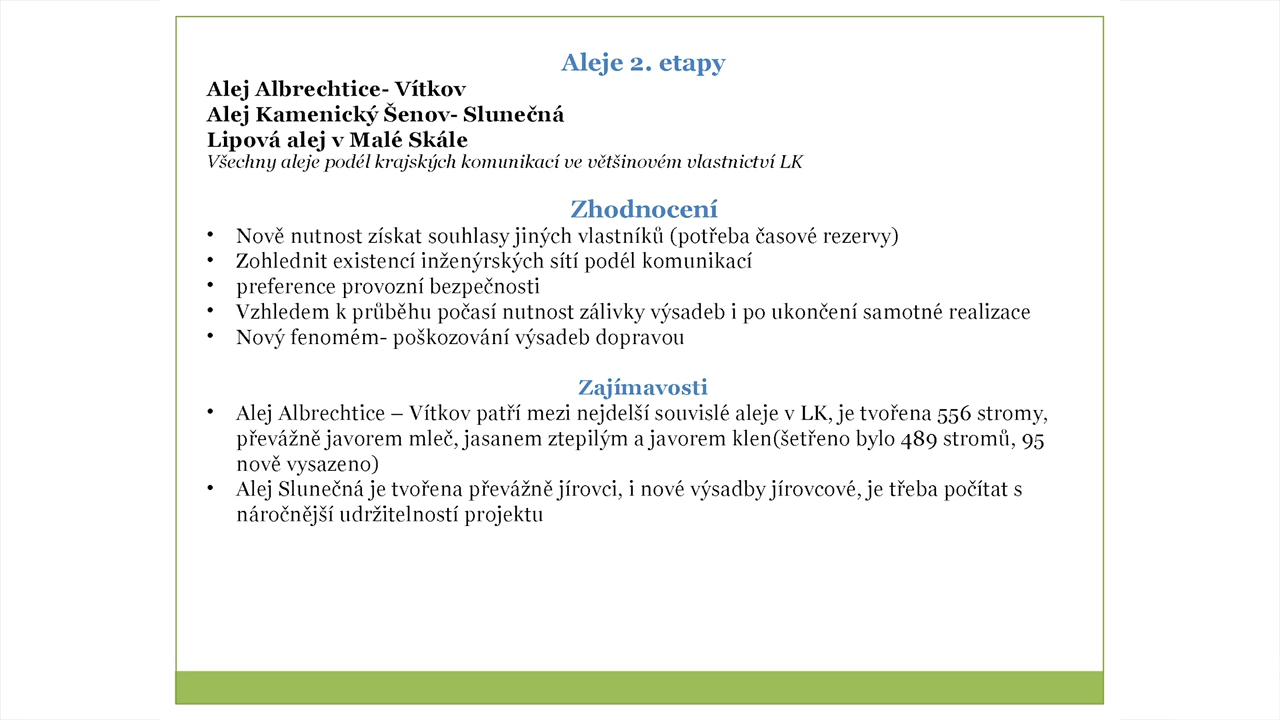 Aleje 2. etapy
Alej Albrechtice- Vítkov
Alej Kamenický Šenov- Slunečná
Lipová alej v Malé Skále
Všechny aleje podél krajských komunikací ve většinovém vlastnictví LK
Zhodnocení
• Nově nutnost získat souhlasy jiných vlastníků (potřeba časové rezervy)
• Zohlednit existencí inženýrských sítí podél komunikací
• preference provozní bezpečnosti
• Vzhledem k průběhu počasí nutnost zálivky výsadeb i po ukončení samotné realizace
• Nový fenomém- poškozování výsadeb dopravou
Zajímavosti
• Alej Albrechtice – Vítkov patří mezi nejdelší souvislé aleje v LK, je tvořena 556 stromy,
převážně javorem mleč, jasanem ztepilým a javorem klen(šetřeno bylo 489 stromů, 95
nově vysazeno)
• Alej Slunečná je tvořena převážně jírovci, i nové výsadby jírovcové, je třeba počítat s
náročnější udržitelností projektu